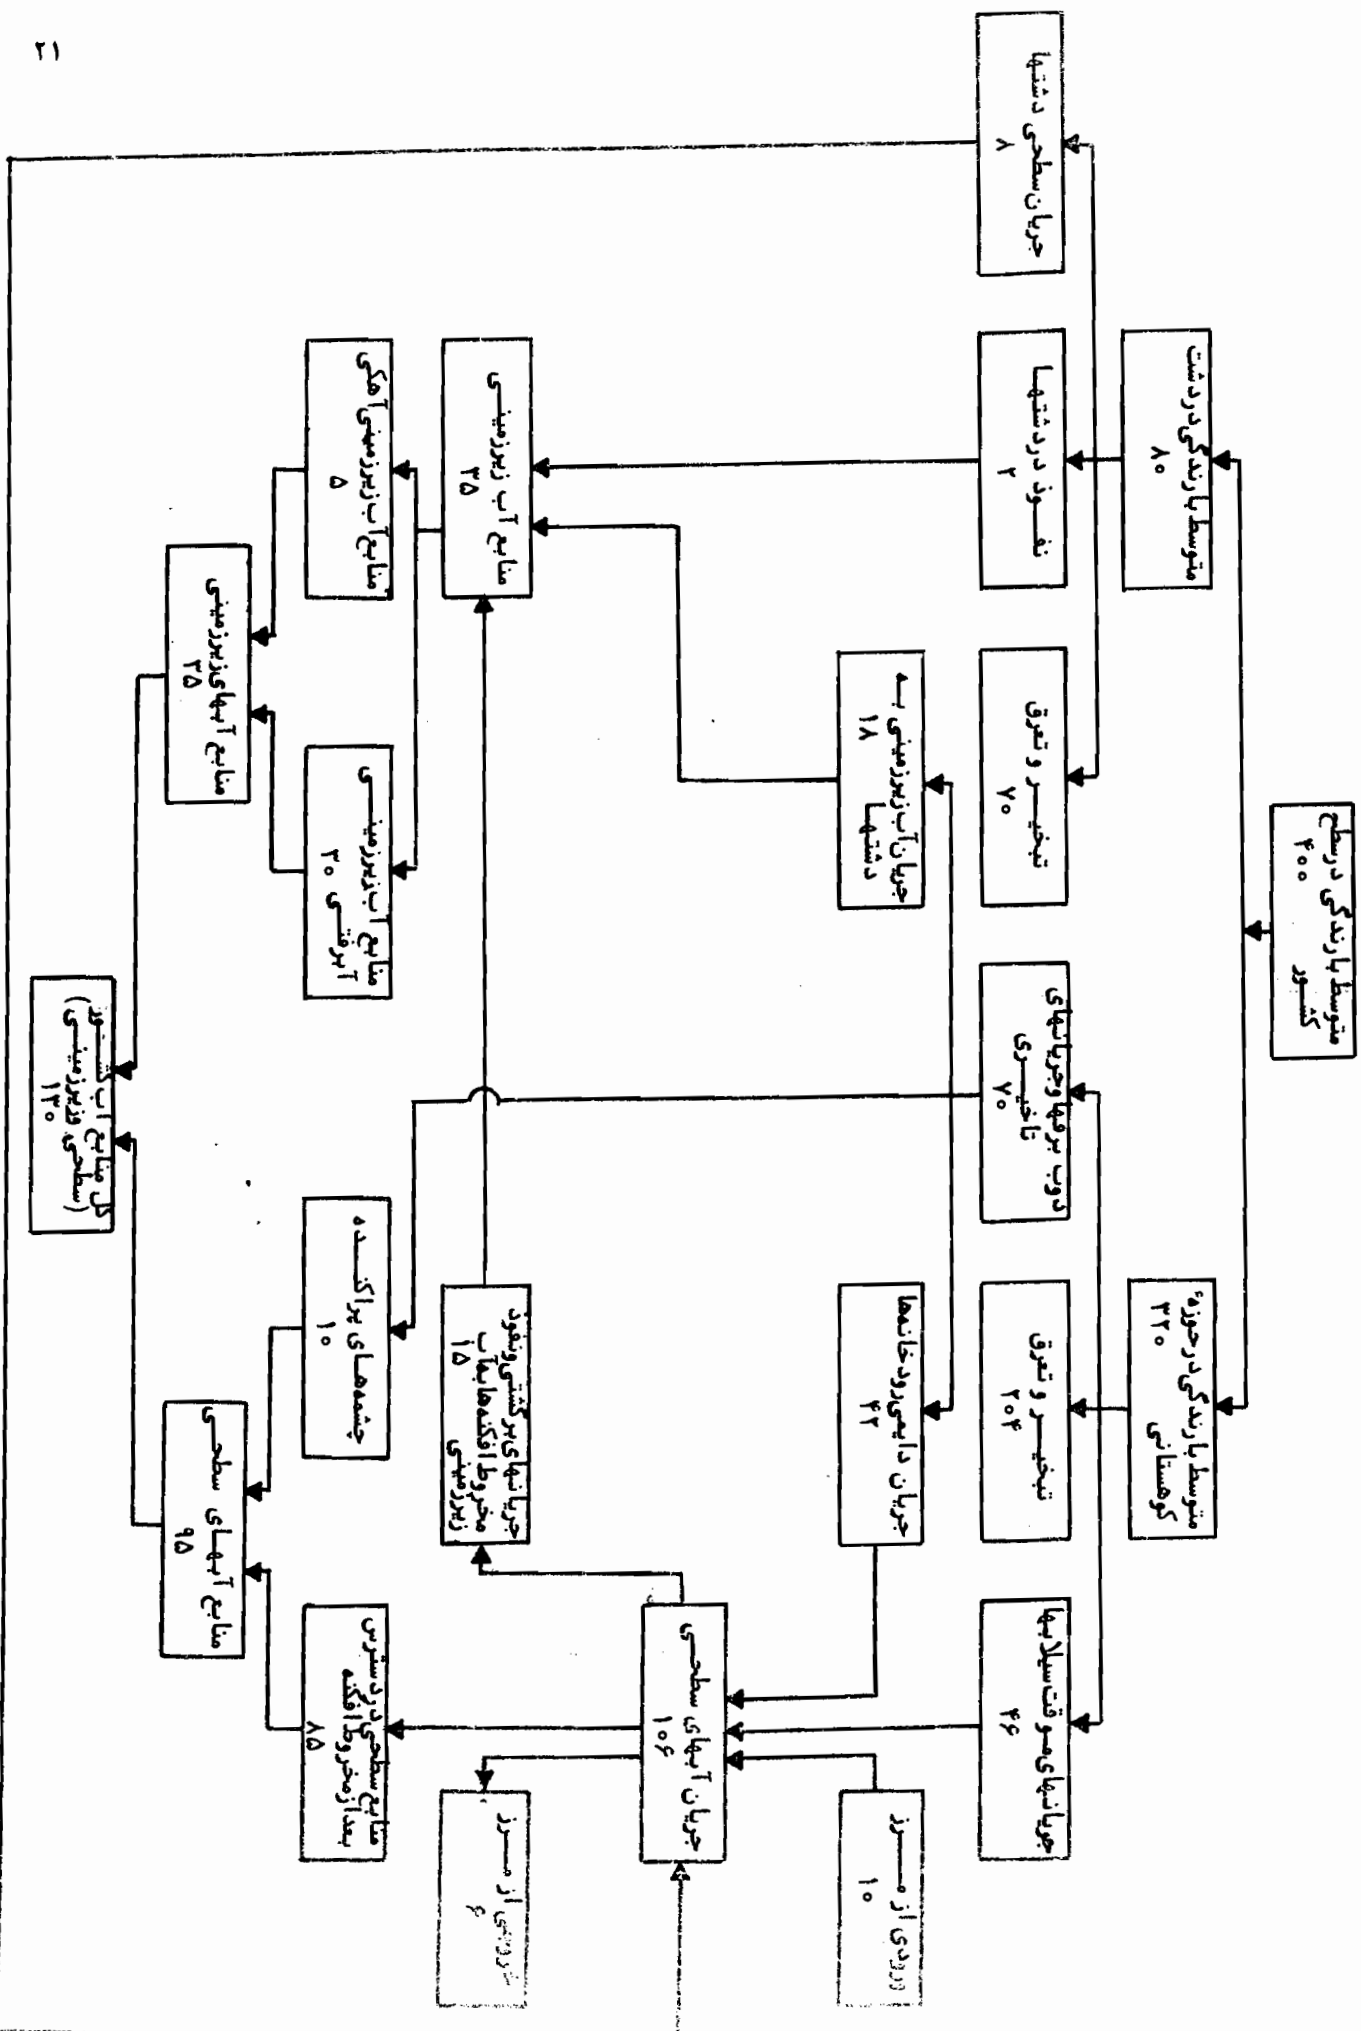 ۲۱
متوسط بارندگی درسطح
۴۰۰ کشور
متوسط بارندگی در حوزهٔ
۳۲۰ کوهستانی
متوسط بارندگی در دشت
۸۰
جریانهای موقت سیلابها
۴۶
تبخیر و تعرق
۲۰۴
ذوب برفها و جریانهای
تاخیری
۷۰
تبخیر و تعرق
۷۰
نفوذ در دشتها
۲
جریان سطحی دشتها
۸
ورودی از مرز
۱۰
جریان دایمی رودخانه‌ها
۴۲
جریان آب زیرزمینی به
۱۸ دشتها
جریان آبهای سطحی
۱۰۶
خروجی از مرز
۶
جریانهای برگشتی و نفوذ
مخروط افکنه‌ها به آب
زیرزمینی ۱۵
منابع آب زیرزمینی
۳۵
منابع سطحی در دسترس
بعد از مخروط افکنه
۸۵
چشمه‌های پراکنده
۱۰
منابع آب زیرزمینی
آبرفتی ۳۰
منابع آب زیرزمینی آهکی
۵
منابع آبهای سطحی
۹۵
منابع آبهای زیرزمینی
۳۵
کل منابع آب کشور
(سطحی و زیرزمینی)
۱۳۰